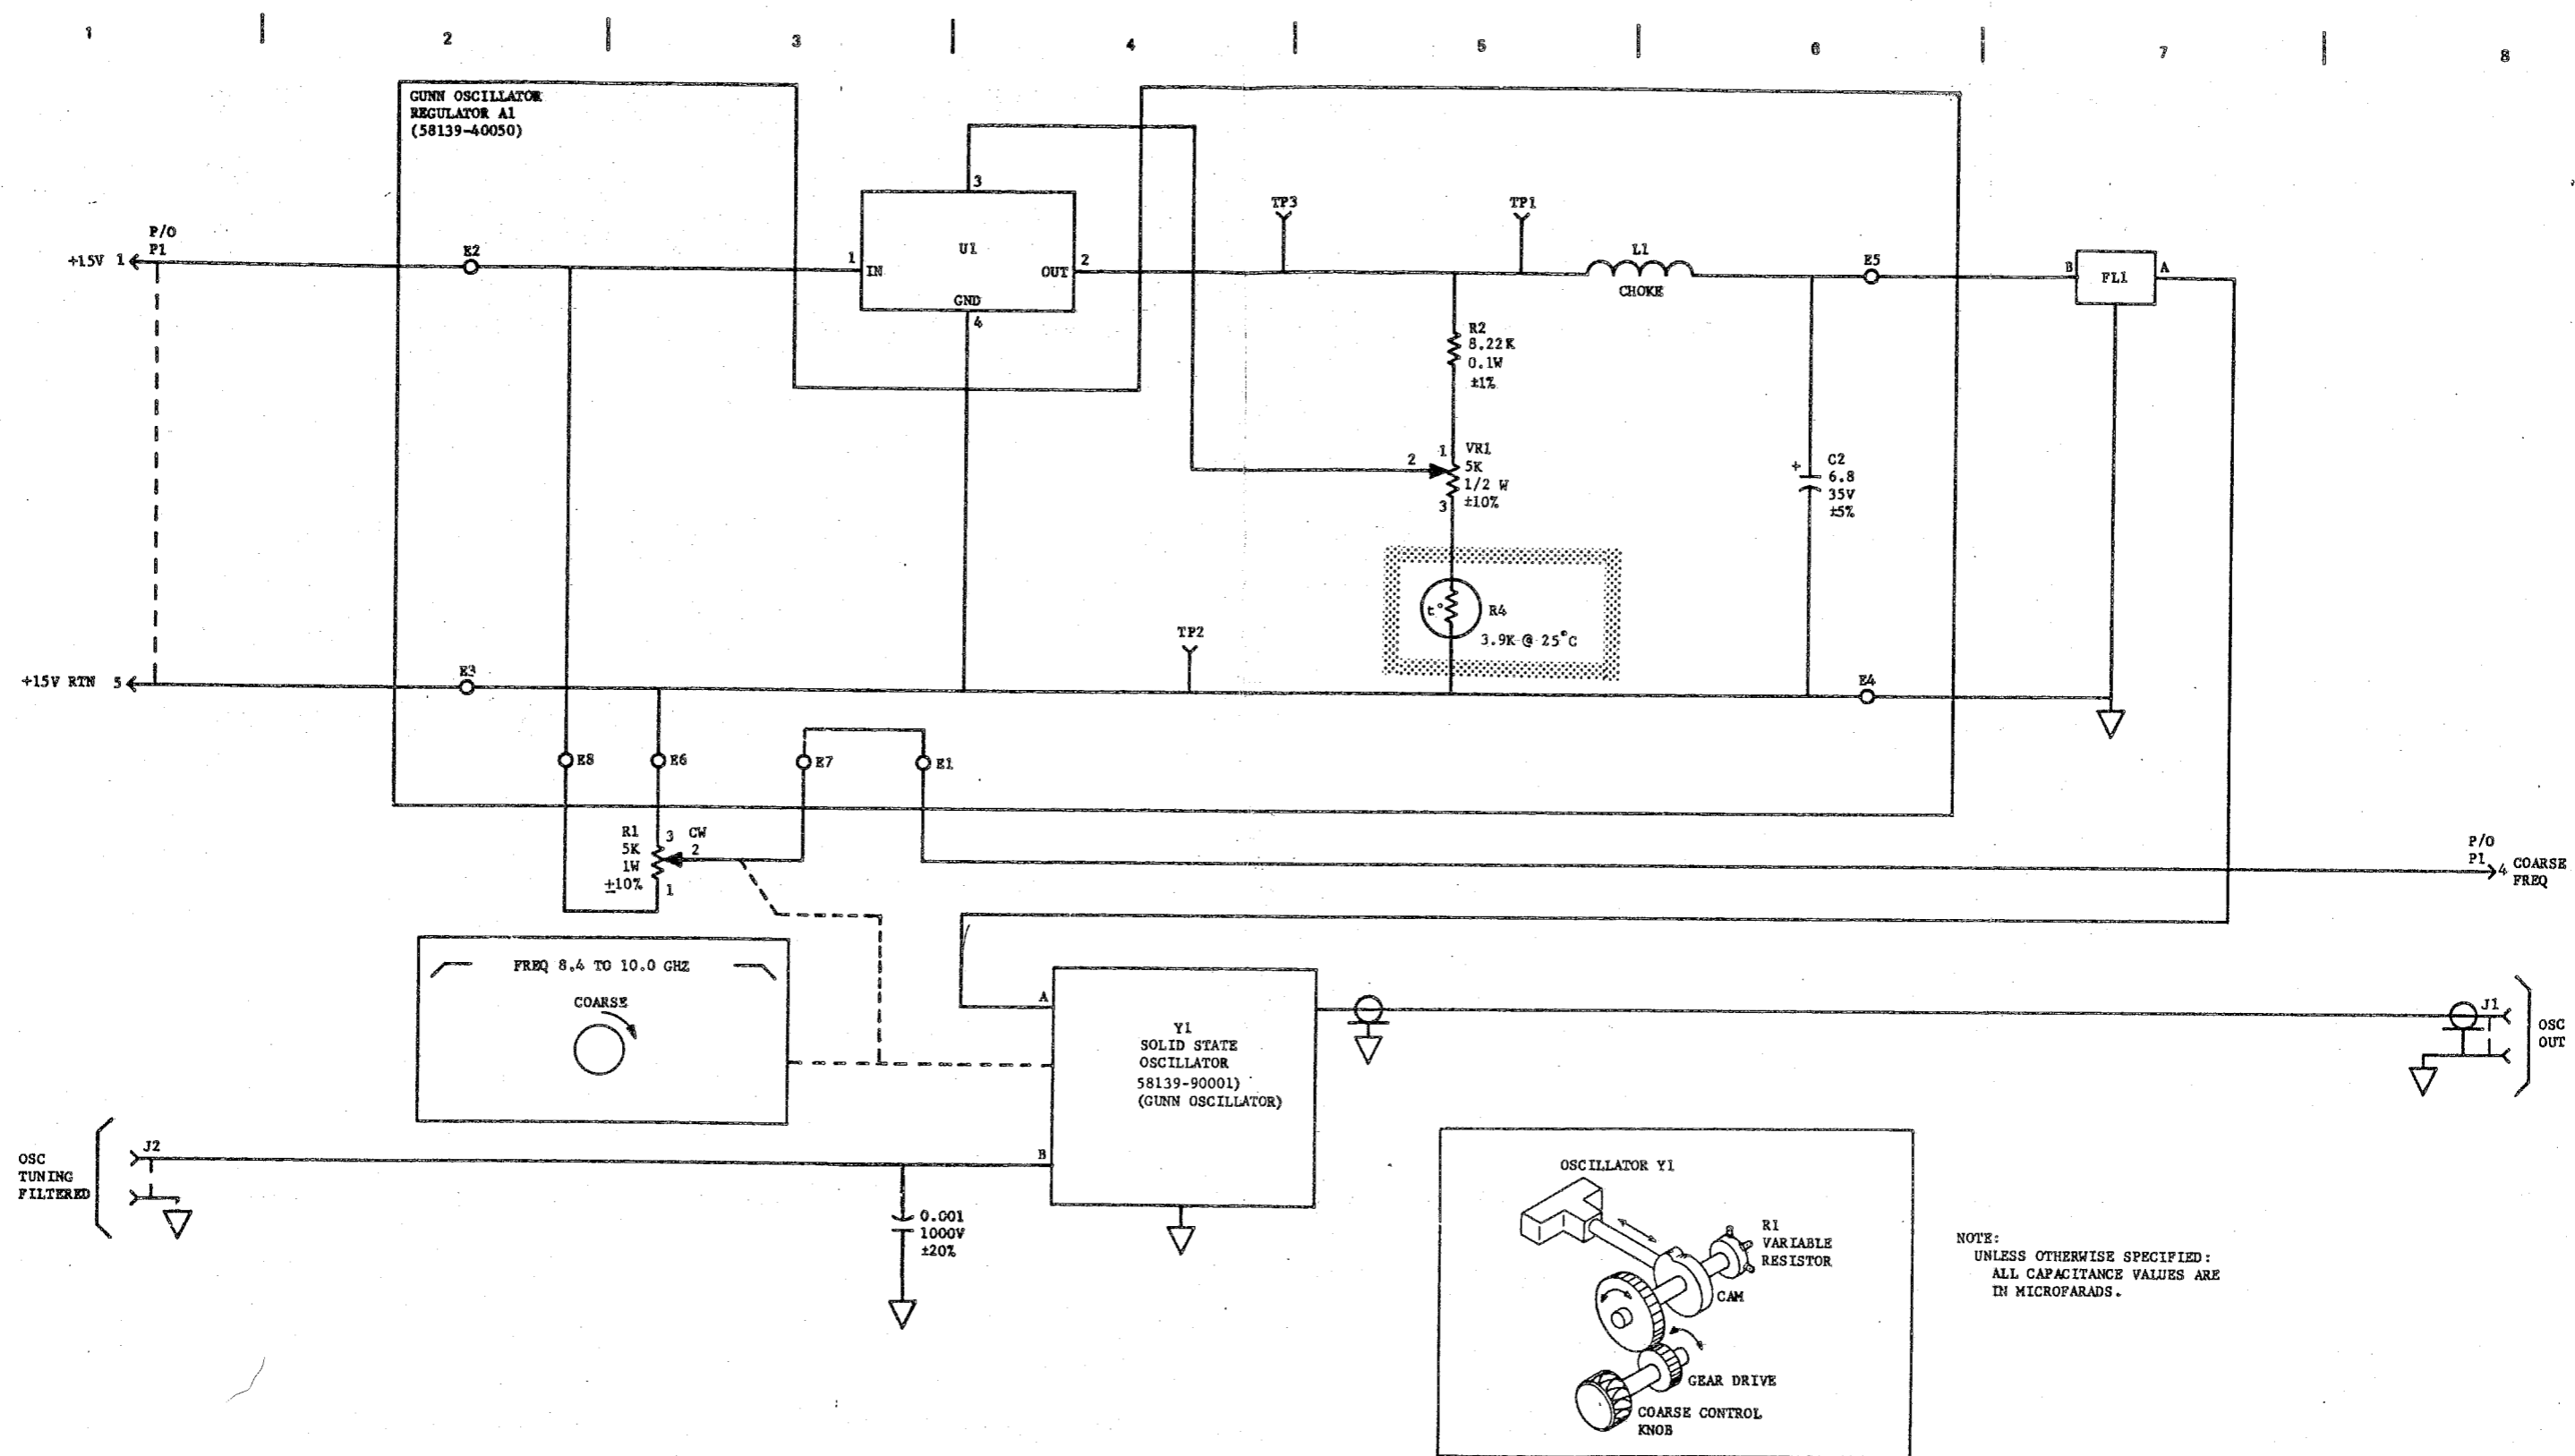 1 2 3 4 5 6 7 8
GUNN OSCILLATOR
REGULATOR A1
(58139-40050)
P/O
P1
+15V 1
E2
1
IN
3
U1
GND
4
OUT
2
TP3
TP1
L1
CHOKE
E5
B
FL1
A
R2
8.22K
0.1W
±1%
2
1
VR1
5K
1/2 W
±10%
3
+
C2
6.8
35V
±5%
t°
R4
3.9K @ 25°C
TP2
+15V RTN 5
E3
E4
E8
E6
E7
E1
R1
5K
1W
±10%
3
CW
2
1
P/O
P1
4 COARSE
FREQ
FREQ 8.4 TO 10.0 GHZ
COARSE
A
Y1
SOLID STATE
OSCILLATOR
58139-90001)
(GUNN OSCILLATOR)
B
J1
OSC
OUT
J2
OSC
TUNING
FILTERED
0.001
1000V
±20%
OSCILLATOR Y1
R1
VARIABLE
RESISTOR
CAM
GEAR DRIVE
COARSE CONTROL
KNOB
NOTE:
UNLESS OTHERWISE SPECIFIED:
ALL CAPACITANCE VALUES ARE
IN MICROFARADS.